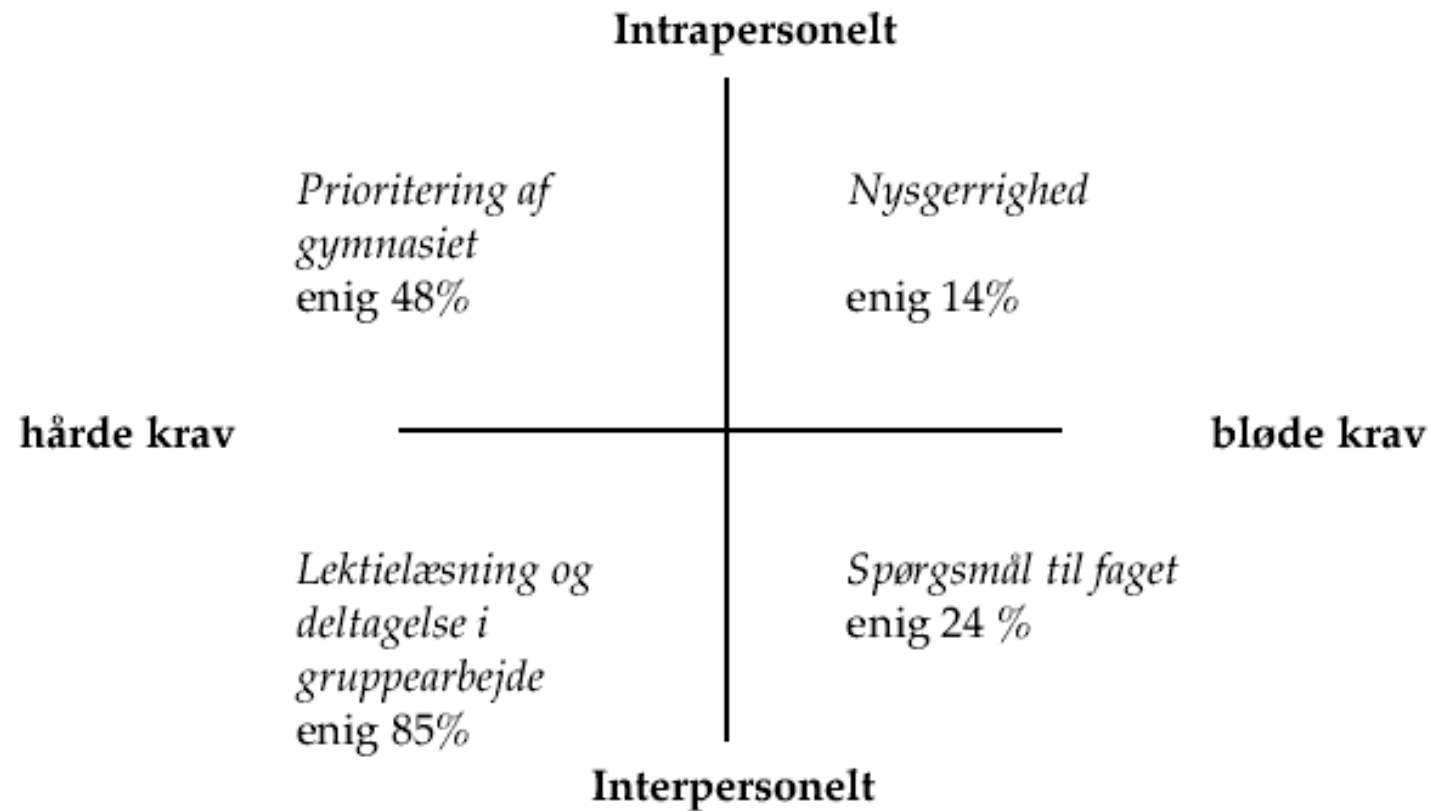 Intrapersonelt
Prioritering af
gymnasiet
enig 48%
Nysgerrighed
enig 14%
hårde krav
bløde krav
Lektielæsning og
deltagelse i
gruppearbejde
enig 85%
Spørgsmål til faget
enig 24 %
Interpersonelt